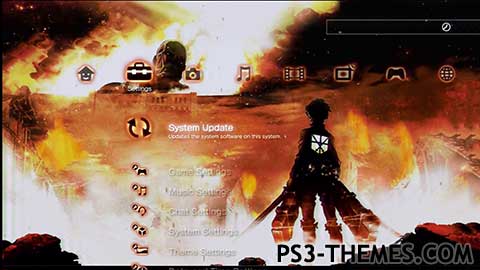 Settings
System Update
Updates the system software on this system.
Game Settings
Music Settings
Chat Settings
System Settings
Theme Settings
PS3-THEMES.COM